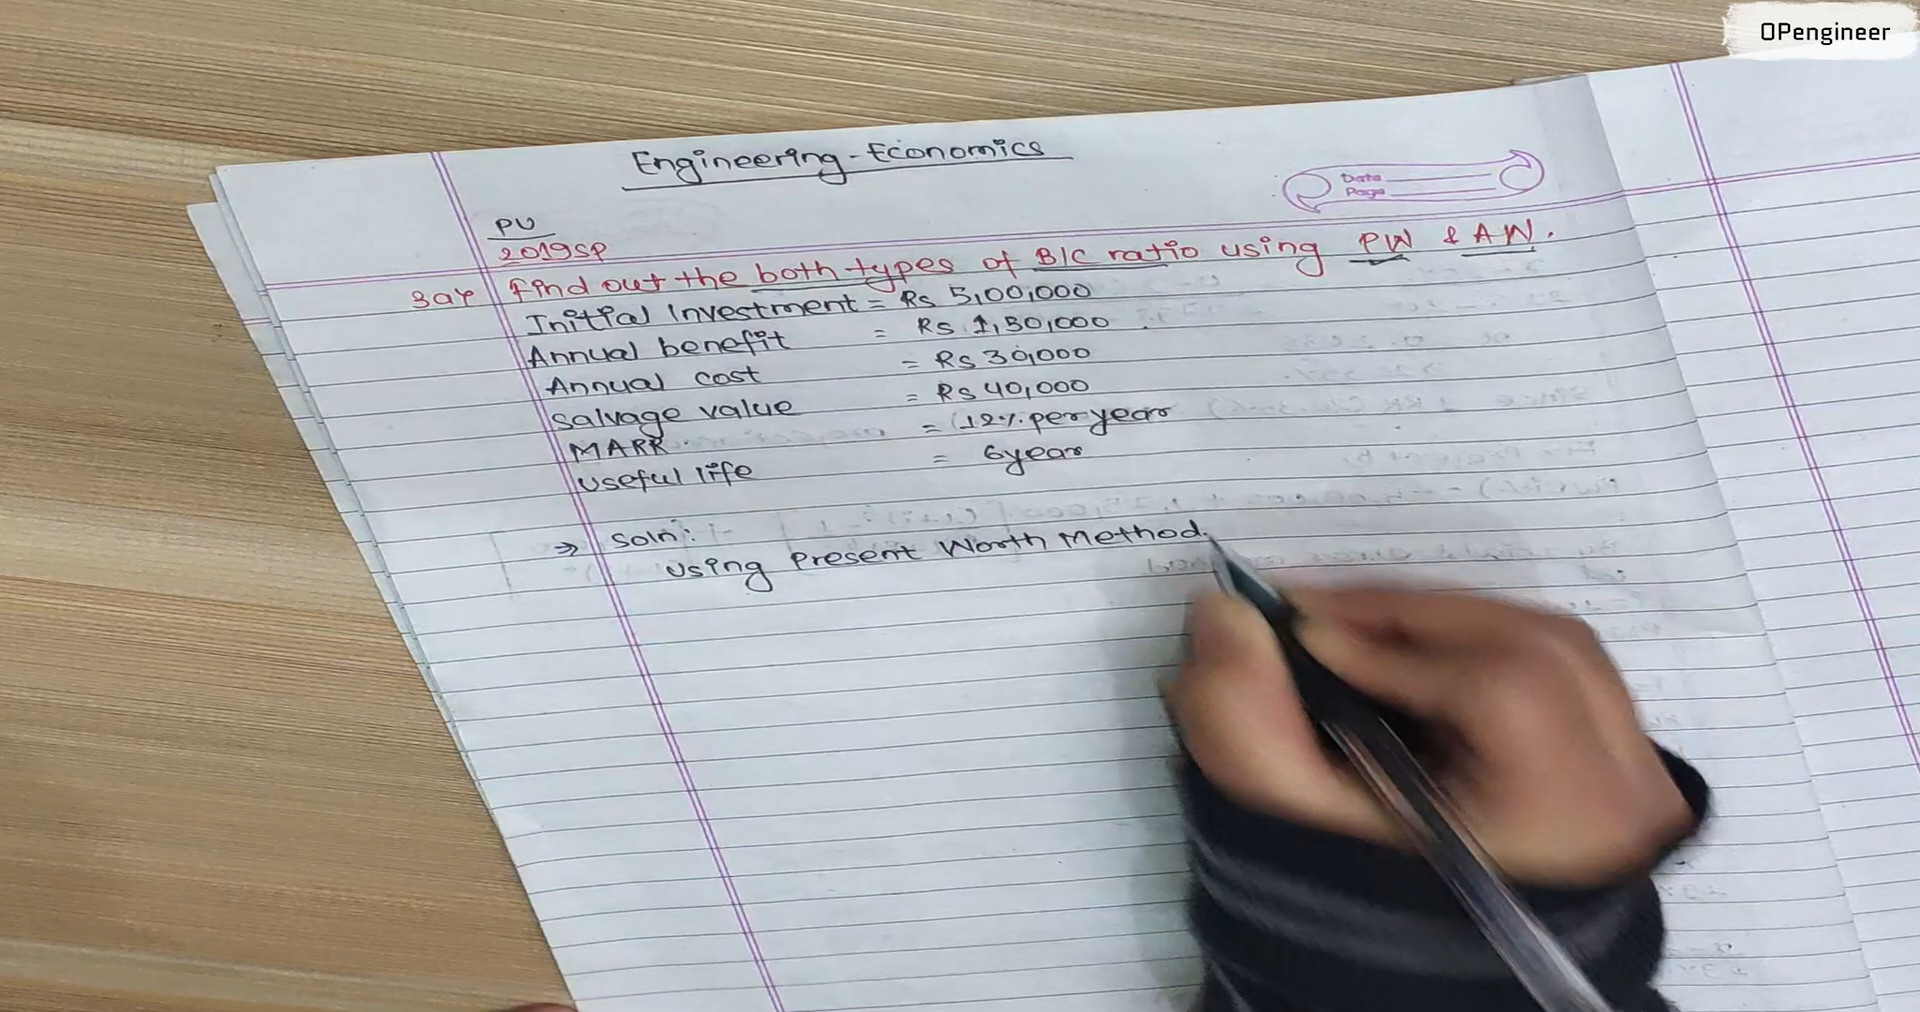 OPengineer
Engineering-Economics
Data
Page
PU
2019SP
3ay find out the both types of B/C ratio using PW & AW.
Initial Investment = Rs 5,00,000
Annual benefit = Rs 1,50,000
Annual cost = Rs 30,000
salvage value = Rs 40,000
MARR = 12% per year
useful life = 6year
⇒ Soln:
Using Present Worth Method.